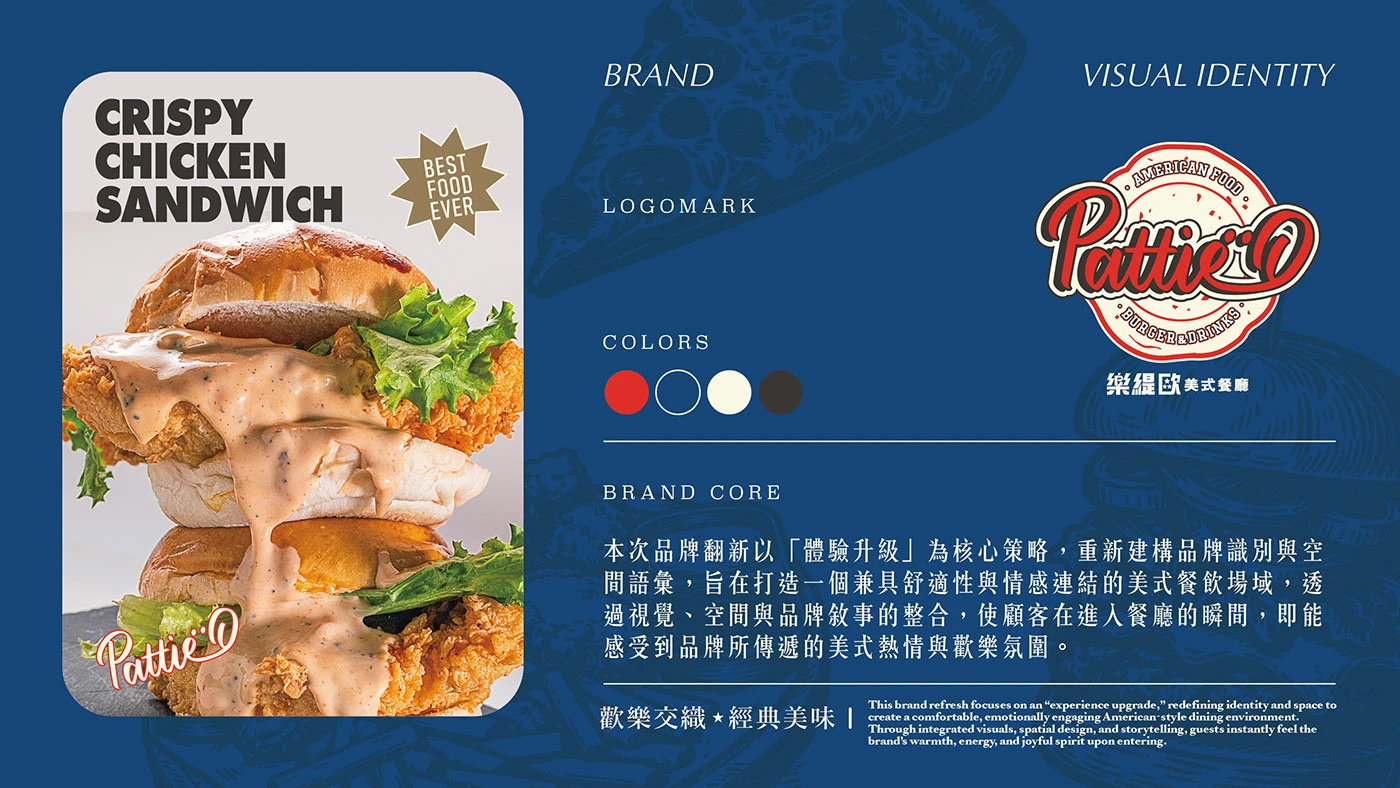 CRISPY
CHICKEN
SANDWICH
BEST
FOOD
EVER
Pattie Ö
BRAND
VISUAL IDENTITY
LOGOMARK
AMERICAN FOOD
Pattie Ö
BURGER & DRINKS
樂緹歐美式餐廳
COLORS
BRAND CORE
本次品牌翻新以「體驗升級」為核心策略，重新建構品牌識別與空
間語彙，旨在打造一個兼具舒適性與情感連結的美式餐飲場域，透
過視覺、空間與品牌敘事的整合，使顧客在進入餐廳的瞬間，即能
感受到品牌所傳遞的美式熱情與歡樂氛圍。
歡樂交織★經典美味 |
This brand refresh focuses on an “experience upgrade,” redefining identity and space to
create a comfortable, emotionally engaging American-style dining environment.
Through integrated visuals, spatial design, and storytelling, guests instantly feel the
brand’s warmth, energy, and joyful spirit upon entering.